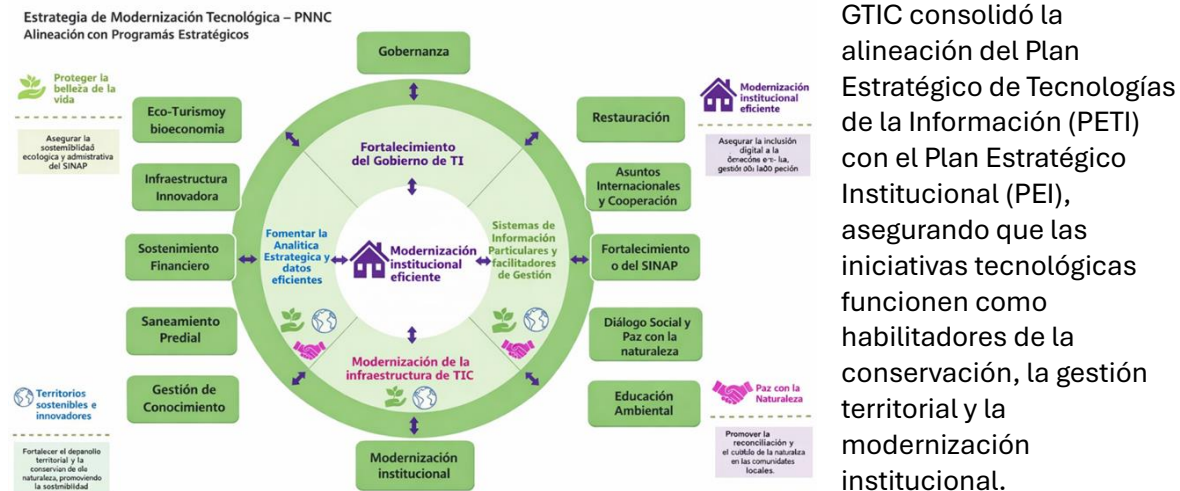 Estrategia de Modernización Tecnológica – PNNC
Alineación con Programás Estratégicos
Gobernanza
Proteger la
belleza de la
vida
Asegurar la
sostemiblidad
ecologica y admistrativa
del SINAP
Eco-Turismoy
bioeconomia
Infraestructura
Innovadora
Sostenimiento
Financiero
Saneamiento
Predial
Gestión de
Conocimiento
Territorios
sostenibles e
innovadores
Fortalecer el
territorial y la
naturaleza, promoviendo
la sostmibilidad
Fortalecimiento
del Gobierno de TI
Fomentar la
Analitica
Estrategica y
datos
eficientes
Modernización
institucional
eficiente
Sistemas de
Información
Particulares y
facilitadores
de Gestión
Modernización de la
infraestructura de TIC
Modernización
institucional
Restauración
Asuntos
Internacionales
y Cooperación
Fortalecimiento
o del SINAP
Diálogo Social y
Paz con la
naturaleza
Educación
Ambiental
Modernización
institucional
eficiente
Asegurar la inclusión
digital a la
Paz con la
Naturaleza
Promover la
reconciliación y
el de la
en las comunidades
locales.
GTIC consolidó la
alineación del Plan
Estratégico de Tecnologías
de la Información (PETI)
con el Plan Estratégico
Institucional (PEI),
asegurando que las
iniciativas tecnológicas
funcionen como
habilitadores de la
conservación, la gestión
territorial y la
modernización
institucional.